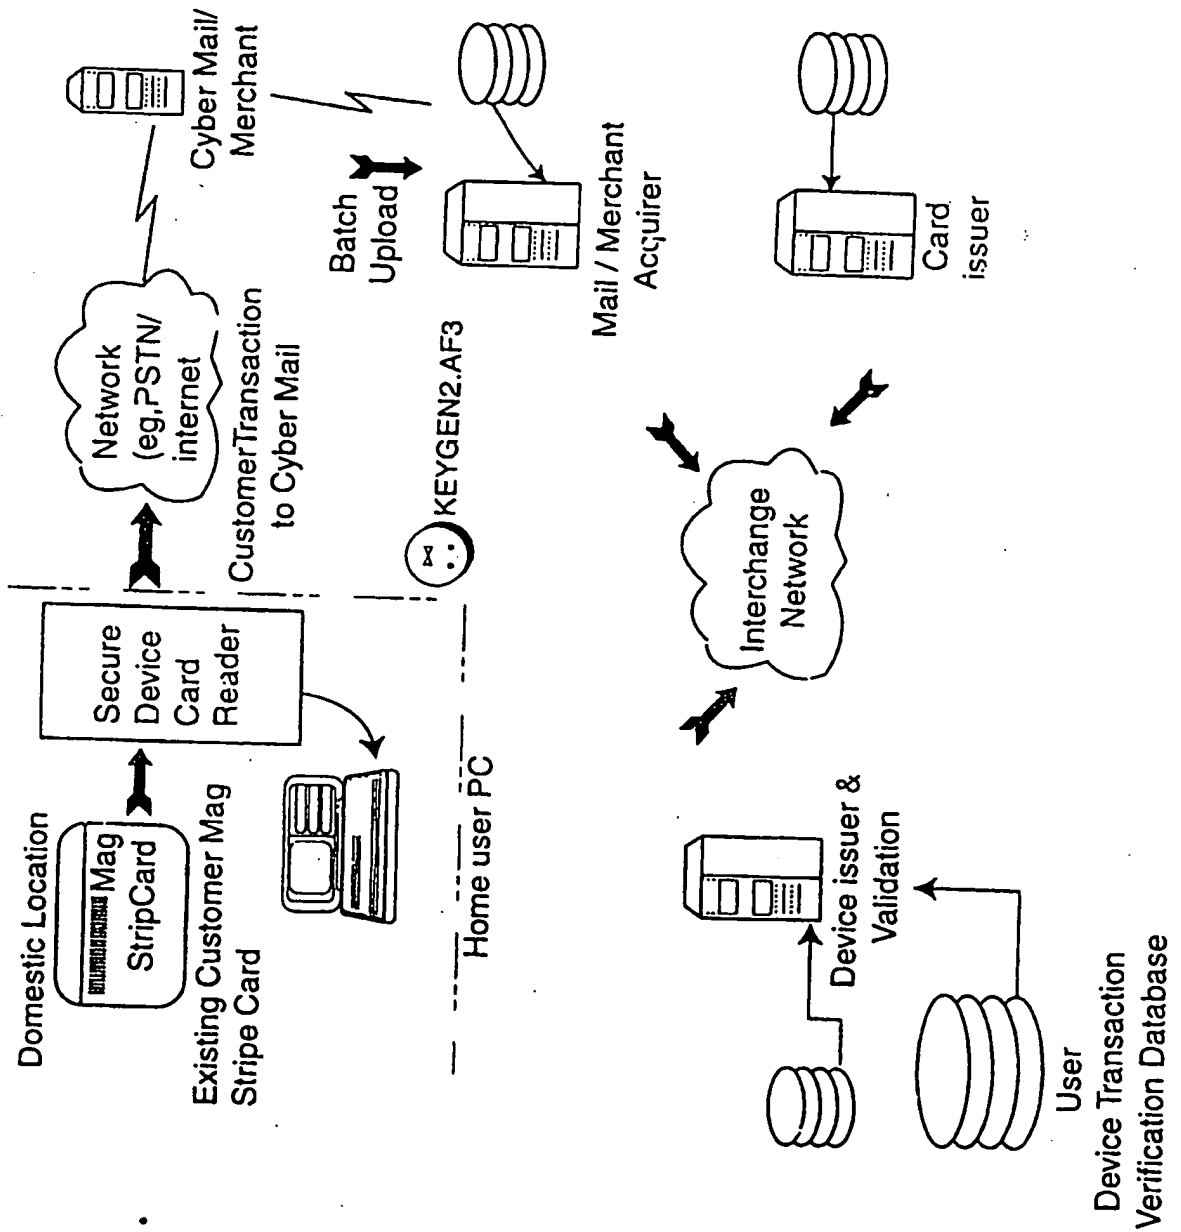 Domestic Location
Mag
StripCard
Existing Customer Mag
Stripe Card
Secure
Device
Card
Reader
Home user PC
Network
(eg,PSTN/
internet
CustomerTransaction
to Cyber Mail
KEYGEN2.AF3
Cyber Mail/
Merchant
Batch
Upload
Mail / Merchant
Acquirer
Card
issuer
Interchange
Network
Device issuer &
Validation
User
Device Transaction
Verification Database